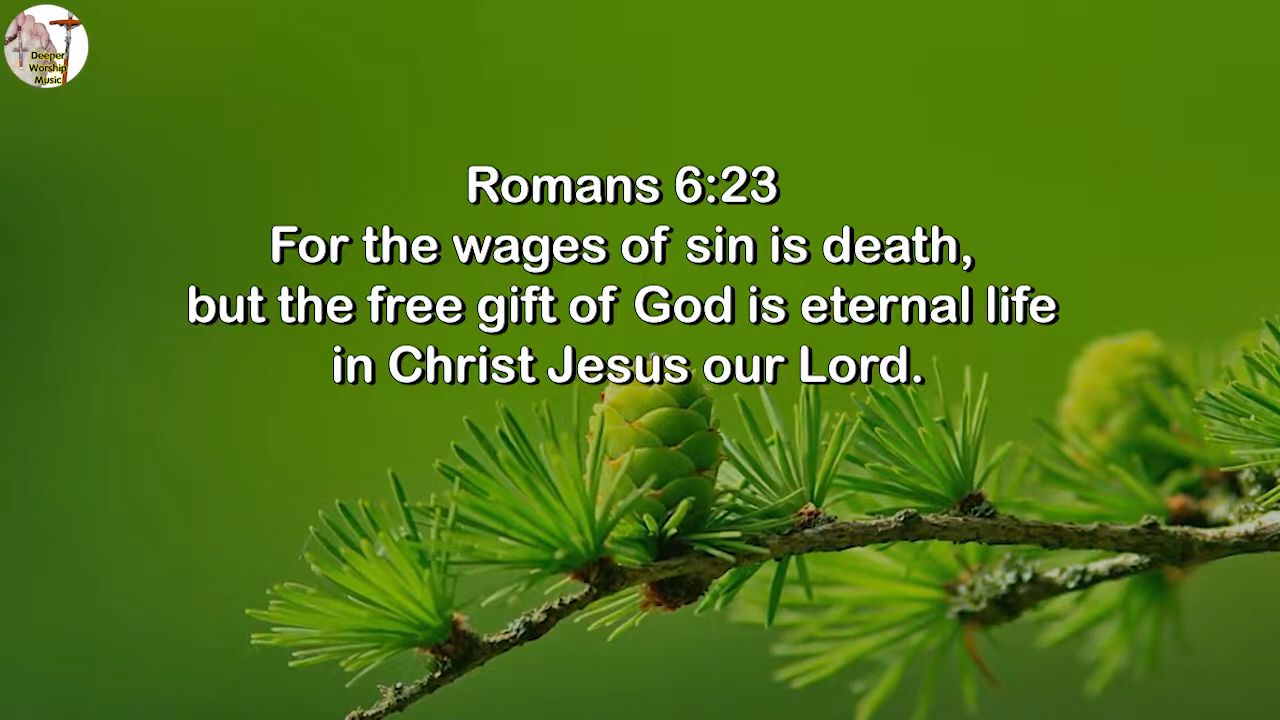 Deeper
Worship
Music
Romans 6:23
For the wages of sin is death,
but the free gift of God is eternal life
in Christ Jesus our Lord.